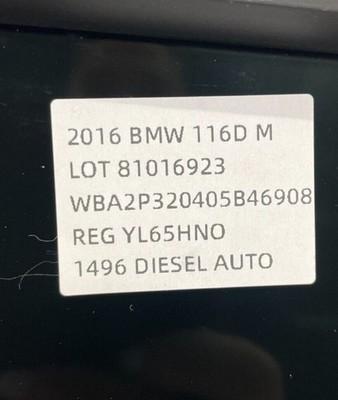 2016 BMW 116D M
LOT 81016923
WBA2P320405B46908
REG YL65HNO
1496 DIESEL AUTO